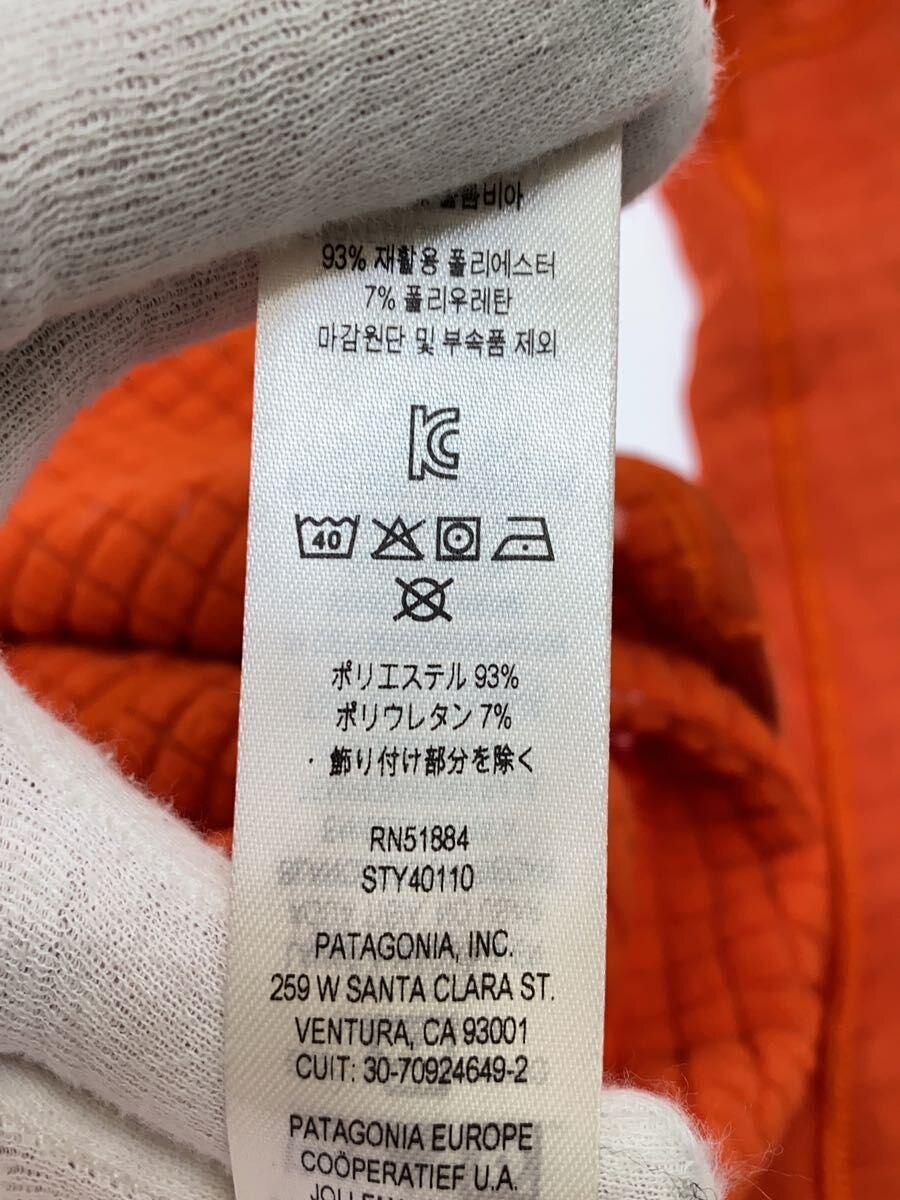 93% 재활용 폴리에스터
7% 폴리우레탄
마감원단 및 부속품 제외
40
ポリエステル 93%
ポリウレタン 7%
・飾り付け部分を除く
RN51884
STY40110
PATAGONIA, INC.
259 W SANTA CLARA ST.
VENTURA, CA 93001
CUIT: 30-70924649-2
PATAGONIA EUROPE
COÖPERATIEF U.A.